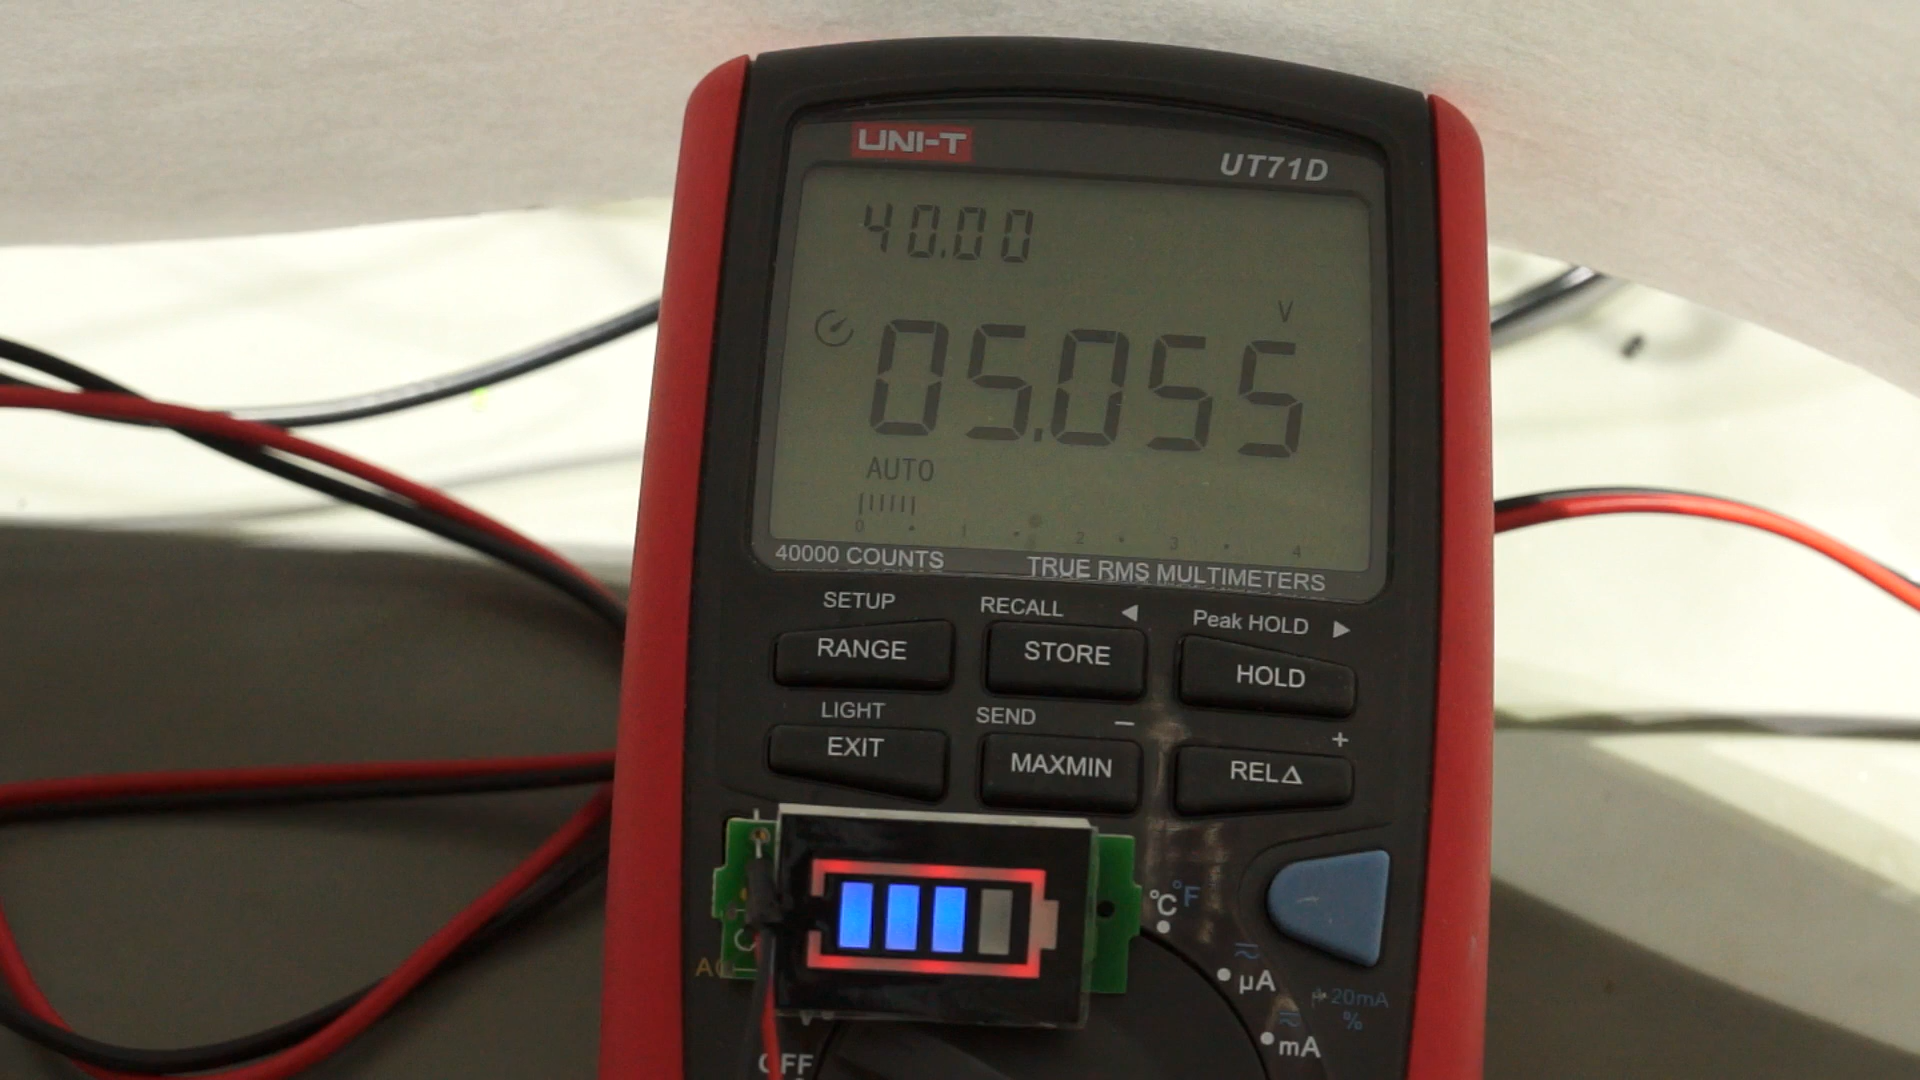 UNI-T
UT71D
40.00
V
05.055
AUTO
0 1 2 3 4
40000 COUNTS TRUE RMS MULTIMETERS
SETUP RECALL ◀ Peak HOLD ▶
RANGE STORE HOLD
LIGHT SEND − +
EXIT MAXMIN REL△
°C °F
μA
20mA
%
mA
OFF